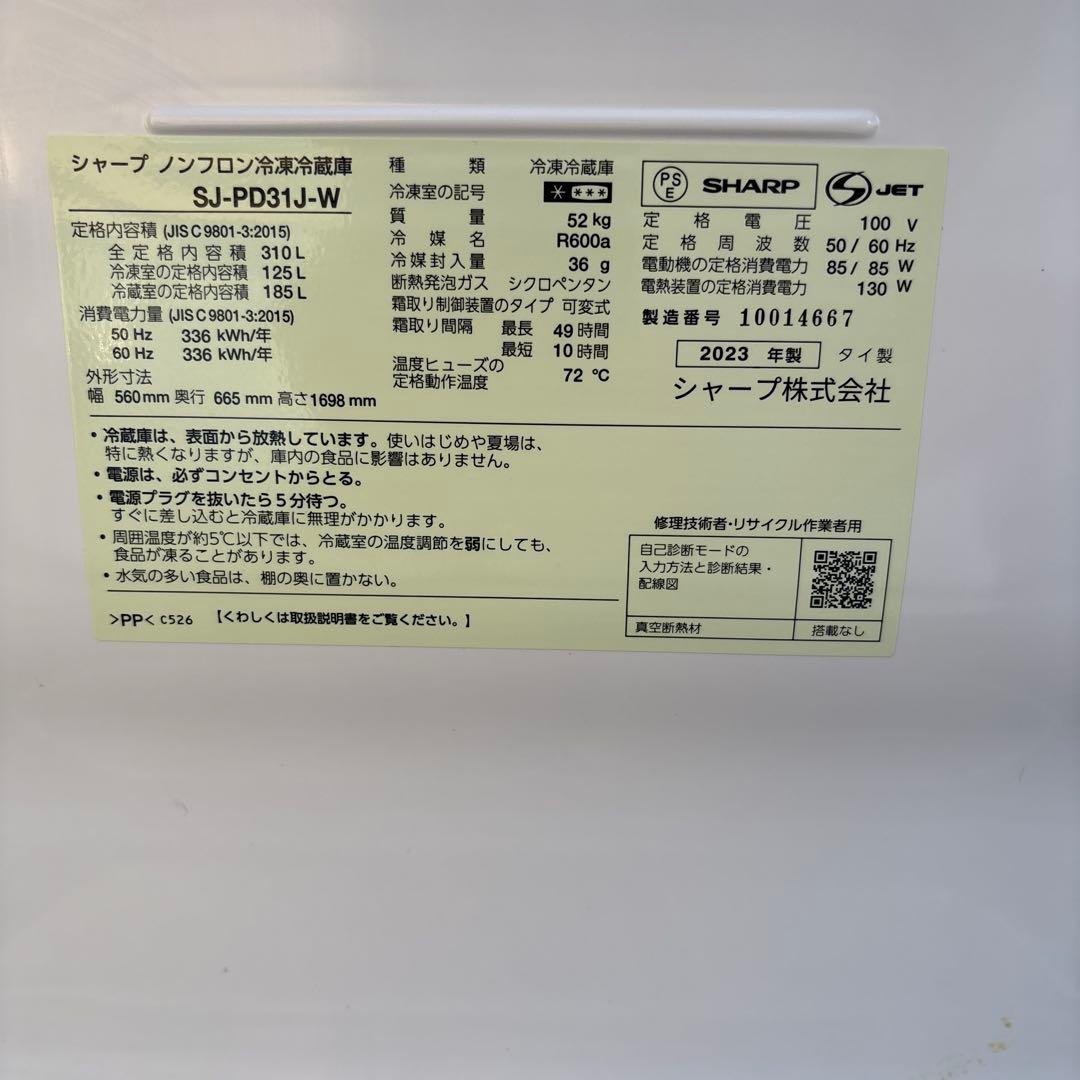 シャープ ノンフロン冷凍冷蔵庫
SJ-PD31J-W
定格内容積 (JIS C 9801-3:2015)
全定格内容積 310 L
冷凍室の定格内容積 125 L
冷蔵室の定格内容積 185 L
消費電力量 (JIS C 9801-3:2015)
50 Hz 336 kWh/年
60 Hz 336 kWh/年
外形寸法
幅 560 mm 奥行 665 mm 高さ 1698 mm
種類 冷凍冷蔵庫
冷凍室の記号 * ***
質量 52 kg
冷媒名 R600a
冷媒封入量 36 g
断熱発泡ガス シクロペンタン
霜取り制御装置のタイプ 可変式
霜取り間隔 最長 49 時間
最短 10 時間
温度ヒューズの
定格動作温度 72 ℃
PSE SHARP S JET
定格電圧 100 V
定格周波数 50/ 60 Hz
電動機の定格消費電力 85/ 85 W
電熱装置の定格消費電力 130 W
製造番号 10014667
2023 年製 タイ製
シャープ株式会社
・冷蔵庫は、表面から放熱しています。使いはじめや夏場は、
特に熱くなりますが、庫内の食品に影響はありません。
・電源は、必ずコンセントからとる。
・電源プラグを抜いたら5分待つ。
すぐに差し込むと冷蔵庫に無理がかかります。
・周囲温度が約5℃以下では、冷蔵室の温度調節を弱にしても、
食品が凍ることがあります。
・水気の多い食品は、棚の奥に置かない。
>PP< C526 【くわしくは取扱説明書をご覧ください。】
修理技術者・リサイクル作業者用
自己診断モードの
入力方法と診断結果・
配線図
真空断熱材 搭載なし